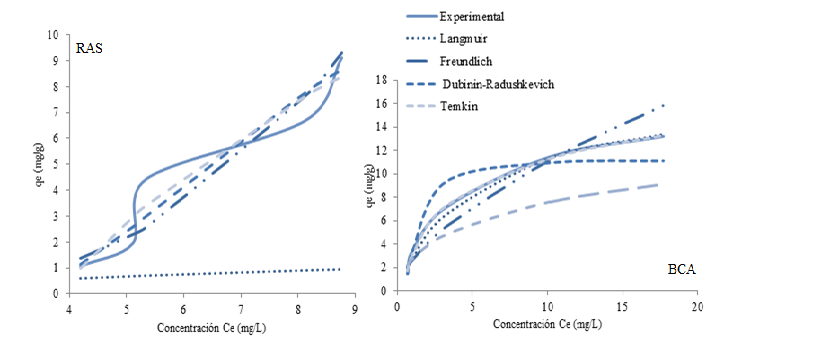 RAS
qe (mg/g)
10
9
8
7
6
5
4
3
2
1
0
4
5
6
7
8
9
Concentración Ce (mg/L)
Experimental
Langmuir
Freundlich
Dubinin-Radushkevich
Temkin
qe (mg/g)
18
16
14
12
10
8
6
4
2
0
0
5
10
15
20
BCA
Concentración Ce (mg/L)